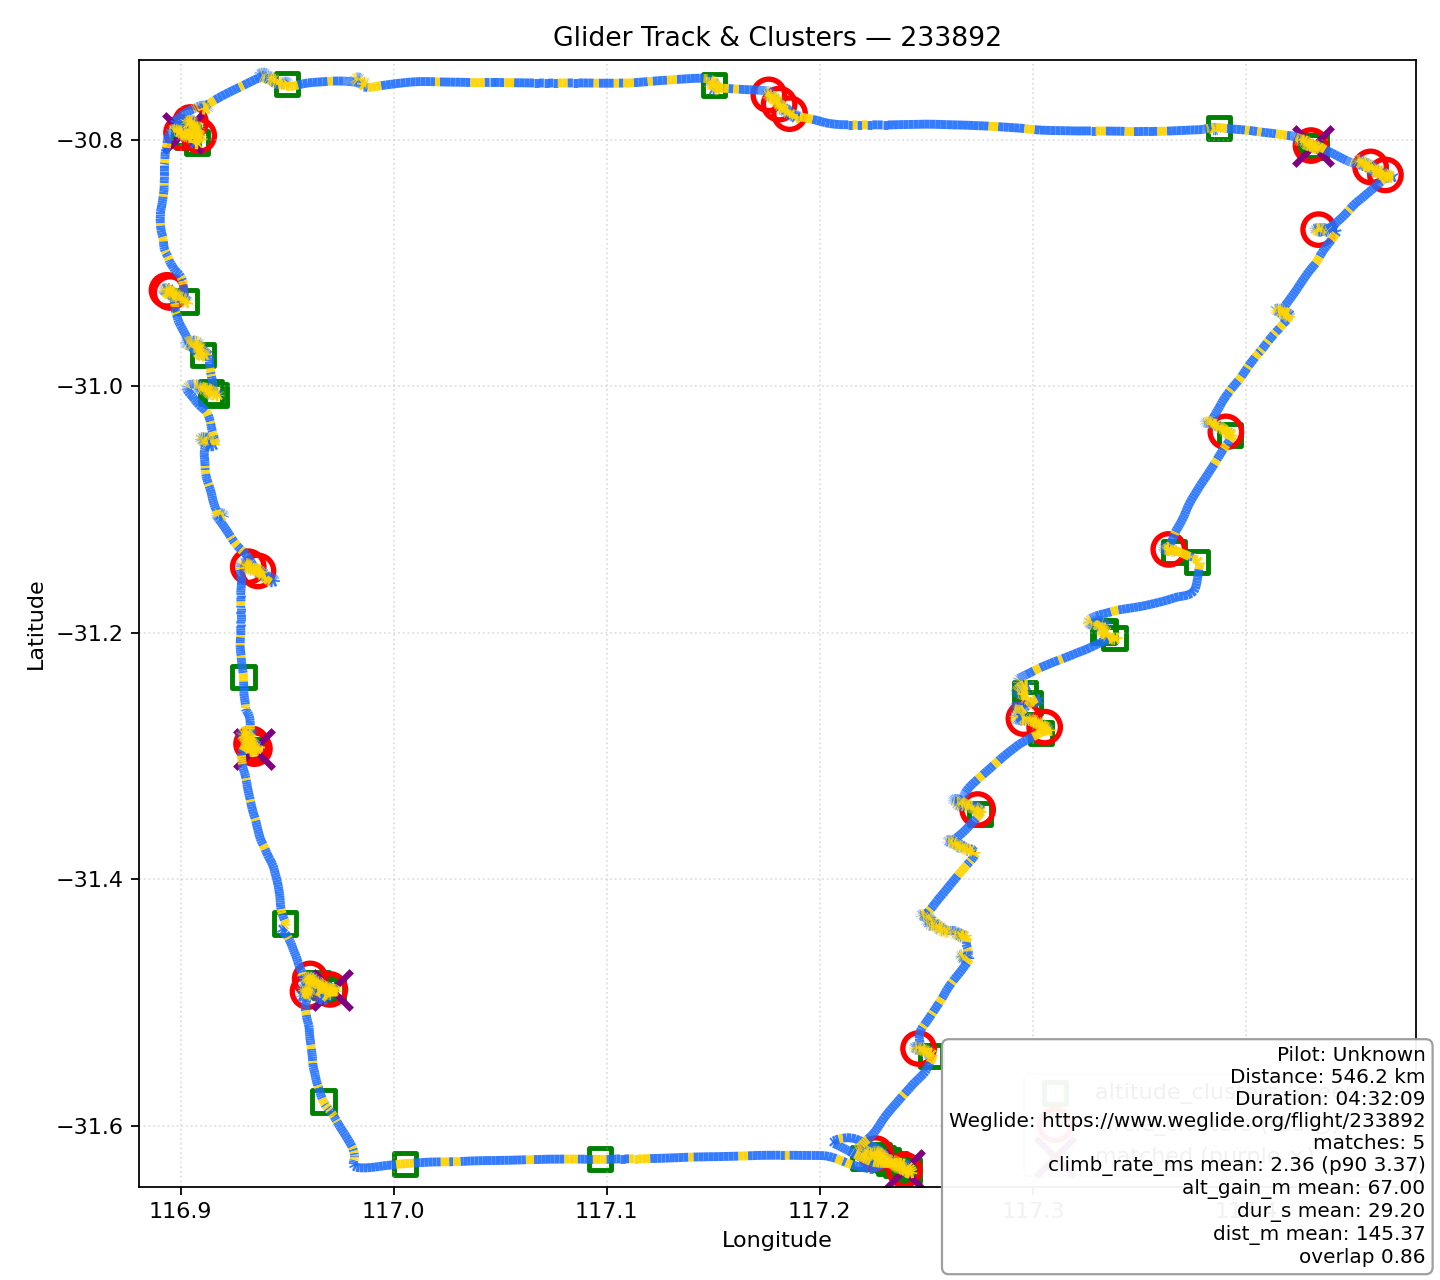 Glider Track & Clusters — 233892
Latitude
−30.8
−31.0
−31.2
−31.4
−31.6
116.9
117.0
117.1
117.2
117.3
Longitude
altitude_clusters
matched (purple
Pilot: Unknown
Distance: 546.2 km
Duration: 04:32:09
Weglide: https://www.weglide.org/flight/233892
matches: 5
climb_rate_ms mean: 2.36 (p90 3.37)
alt_gain_m mean: 67.00
dur_s mean: 29.20
dist_m mean: 145.37
overlap 0.86